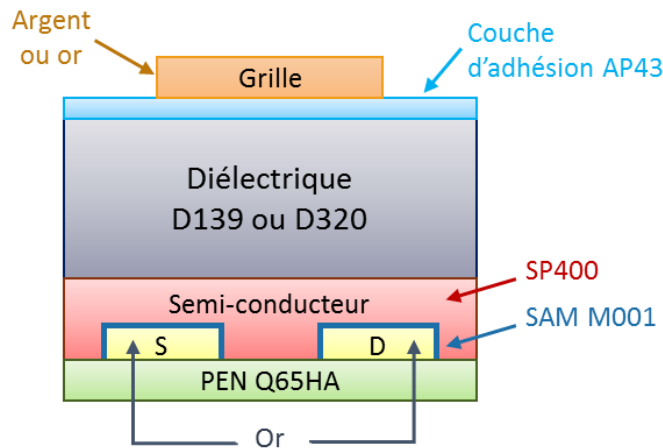 Argent
ou or
Grille
Couche
d'adhésion AP43
Diélectrique
D139 ou D320
SP400
Semi-conducteur
SAM M001
S
D
PEN Q65HA
Or